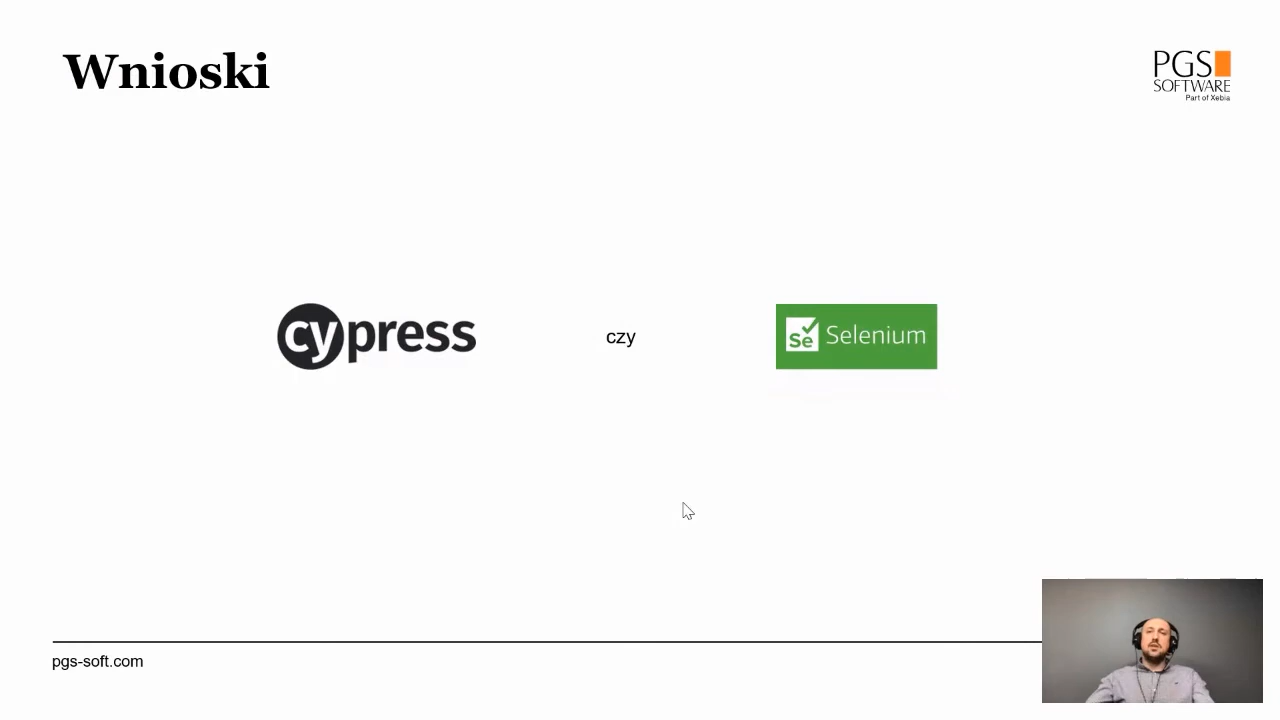 Wnioski
PGS
SOFTWARE
Part of Xebia
cypress
czy
Se Selenium
pgs-soft.com